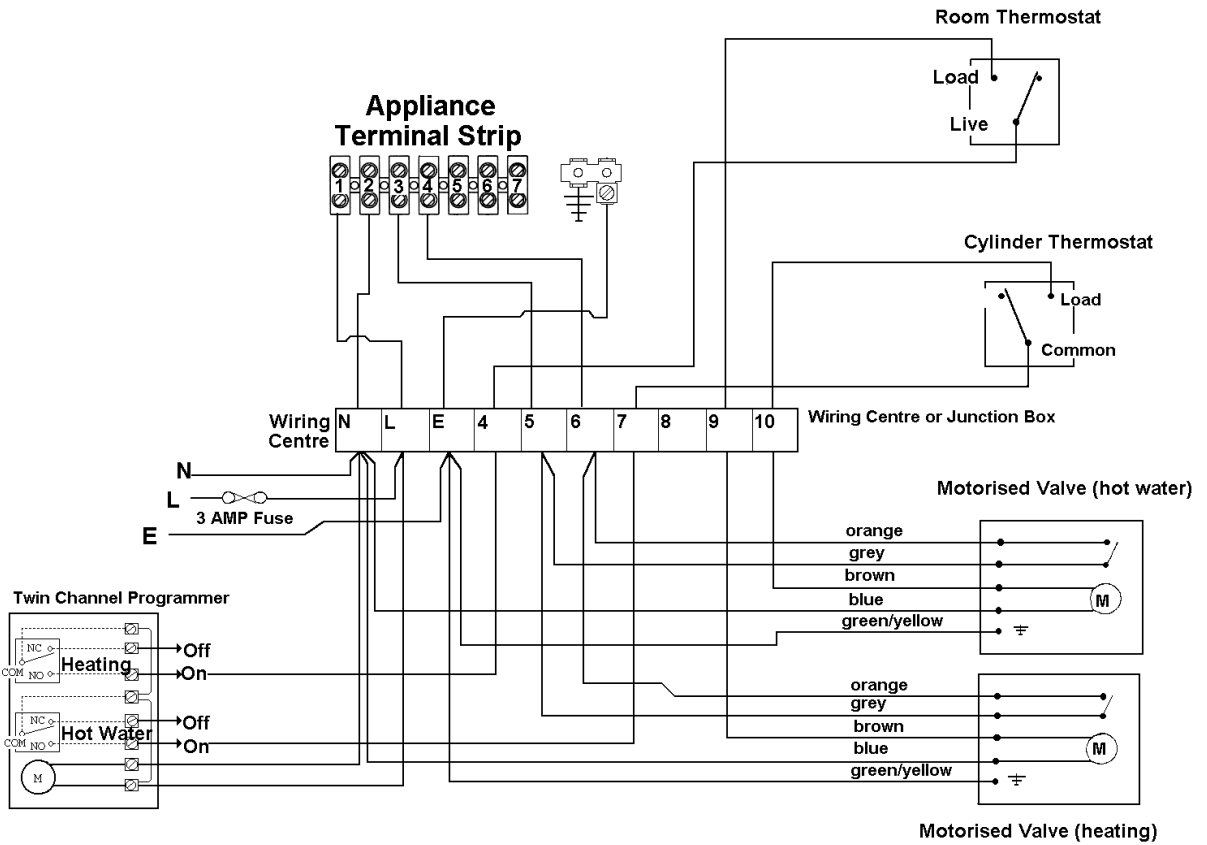 Room Thermostat
Load
Live
Appliance
Terminal Strip
1 2 3 4 5 6 7
Cylinder Thermostat
Load
Common
Wiring
Centre
N L E 4 5 6 7 8 9 10
Wiring Centre or Junction Box
N
L
3 AMP Fuse
E
Motorised Valve (hot water)
orange
grey
brown
blue
green/yellow
M
Twin Channel Programmer
NC
COM
NO
Heating
Off
On
NC
COM
NO
Hot Water
Off
On
M
orange
grey
brown
blue
green/yellow
M
Motorised Valve (heating)